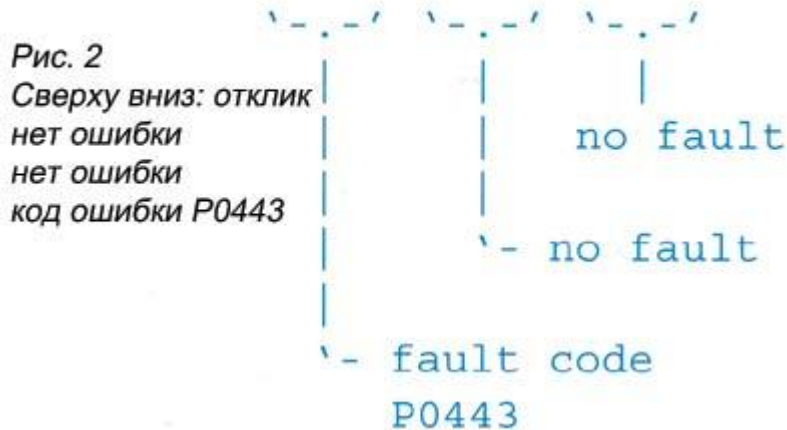 Рис. 2
Сверху вниз: отклик
нет ошибки
нет ошибки
код ошибки P0443
'-.-' '-.-' '-.-'
no fault
'- no fault
'- fault code
P0443